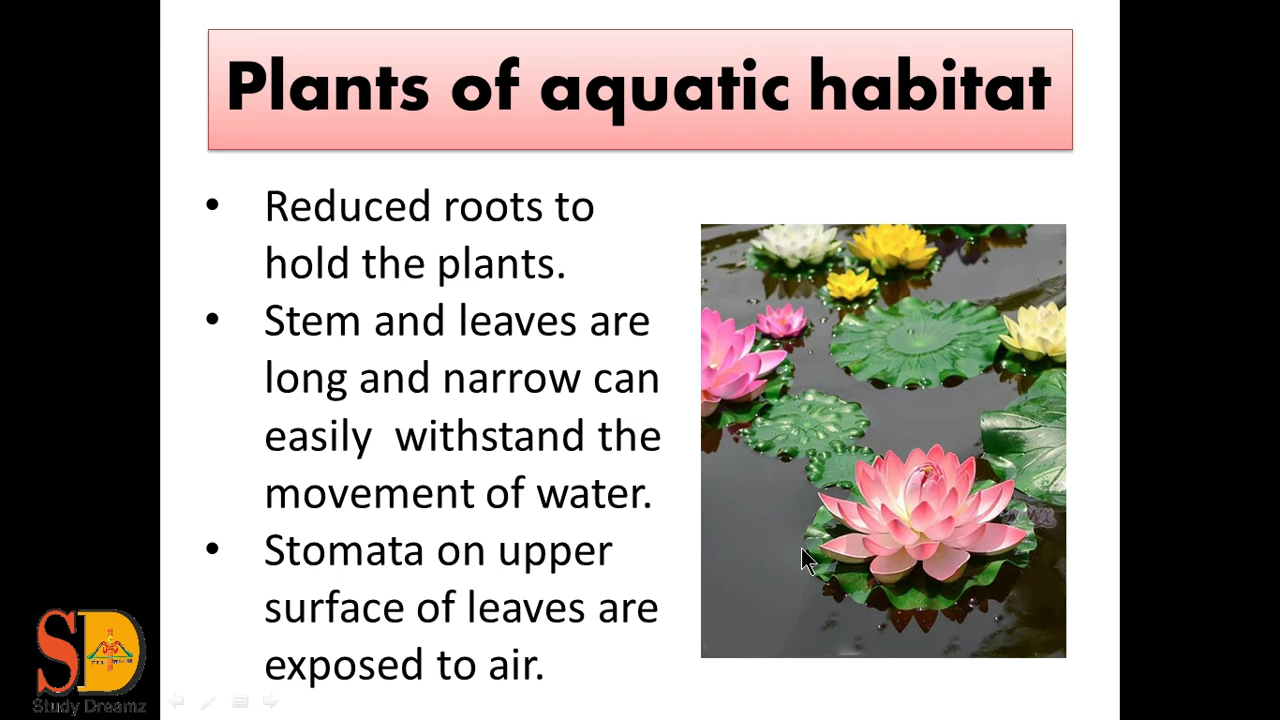 Plants of aquatic habitat
• Reduced roots to
hold the plants.
• Stem and leaves are
long and narrow can
easily withstand the
movement of water.
• Stomata on upper
surface of leaves are
exposed to air.
SD
Study Dreamz